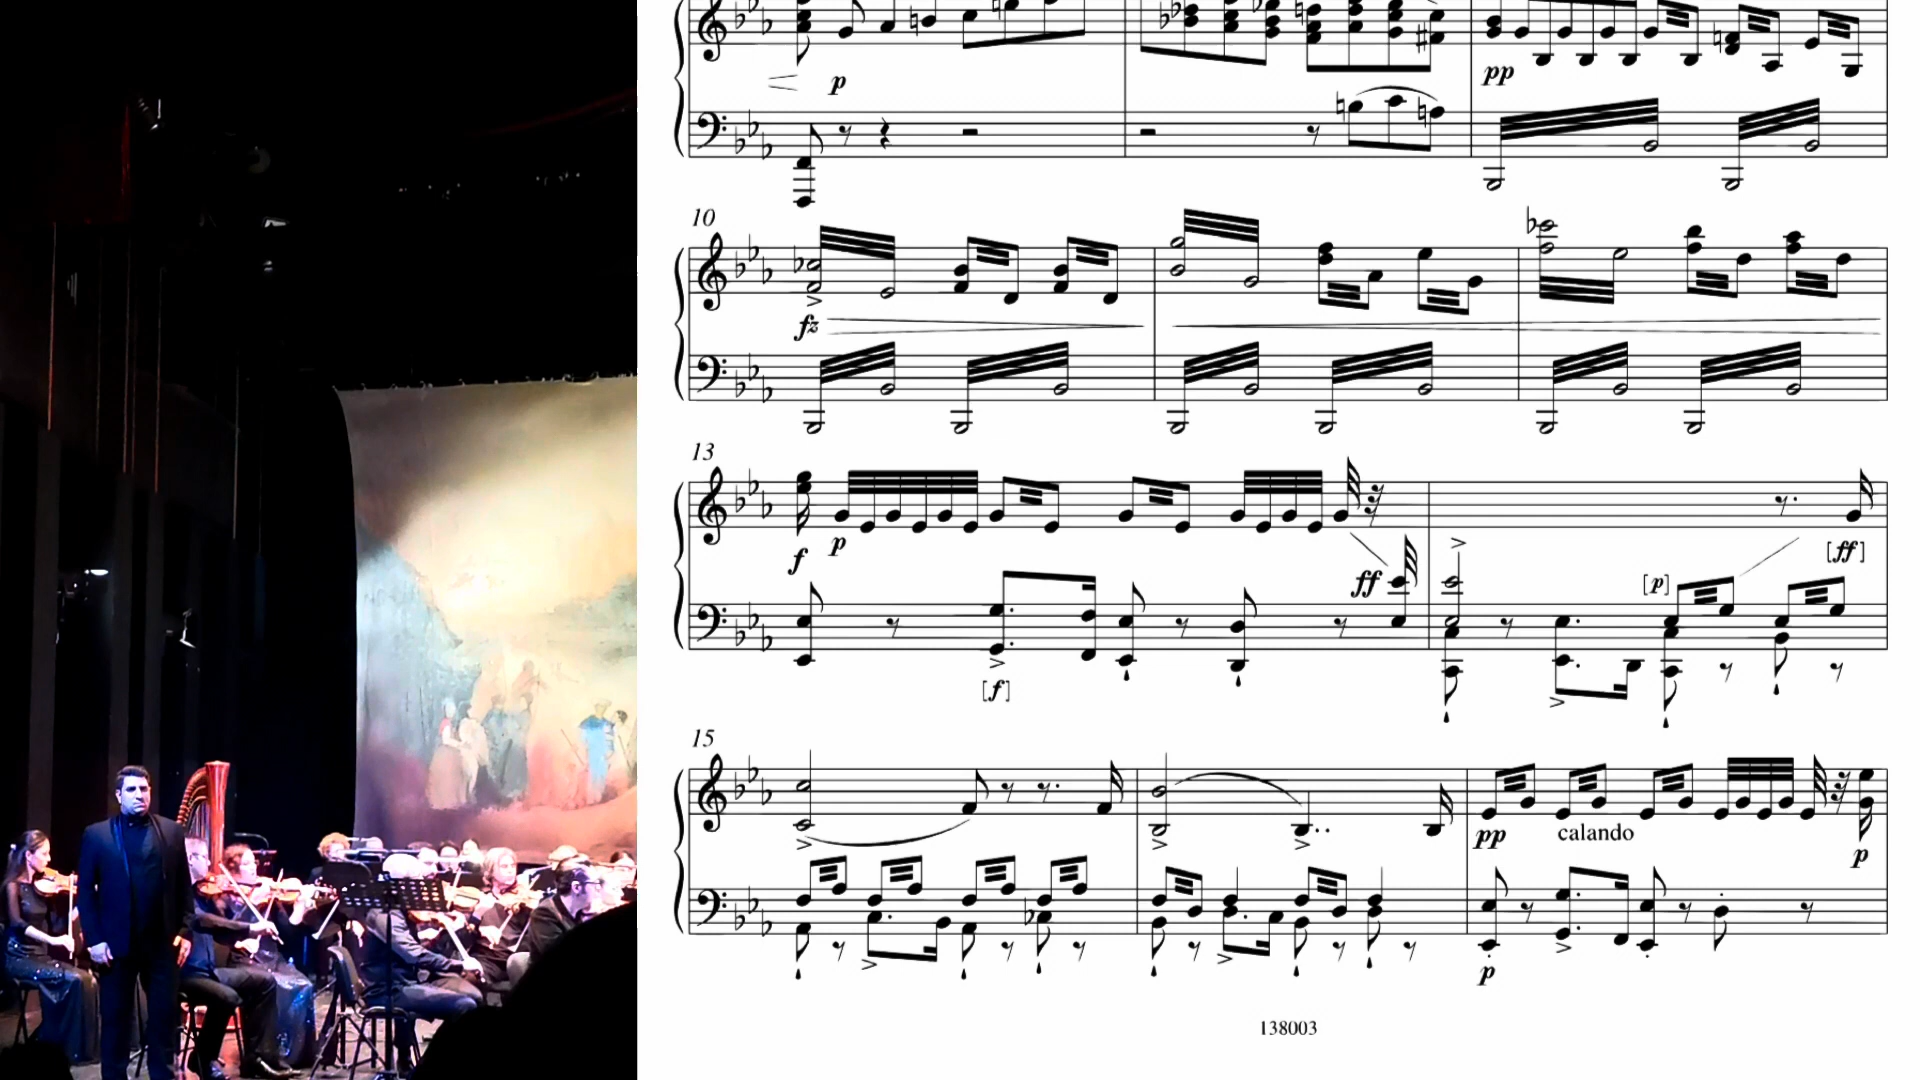 p pp
10
fz
13
f p ff [p] [ff]
[f]
15
pp calando p
p
138003